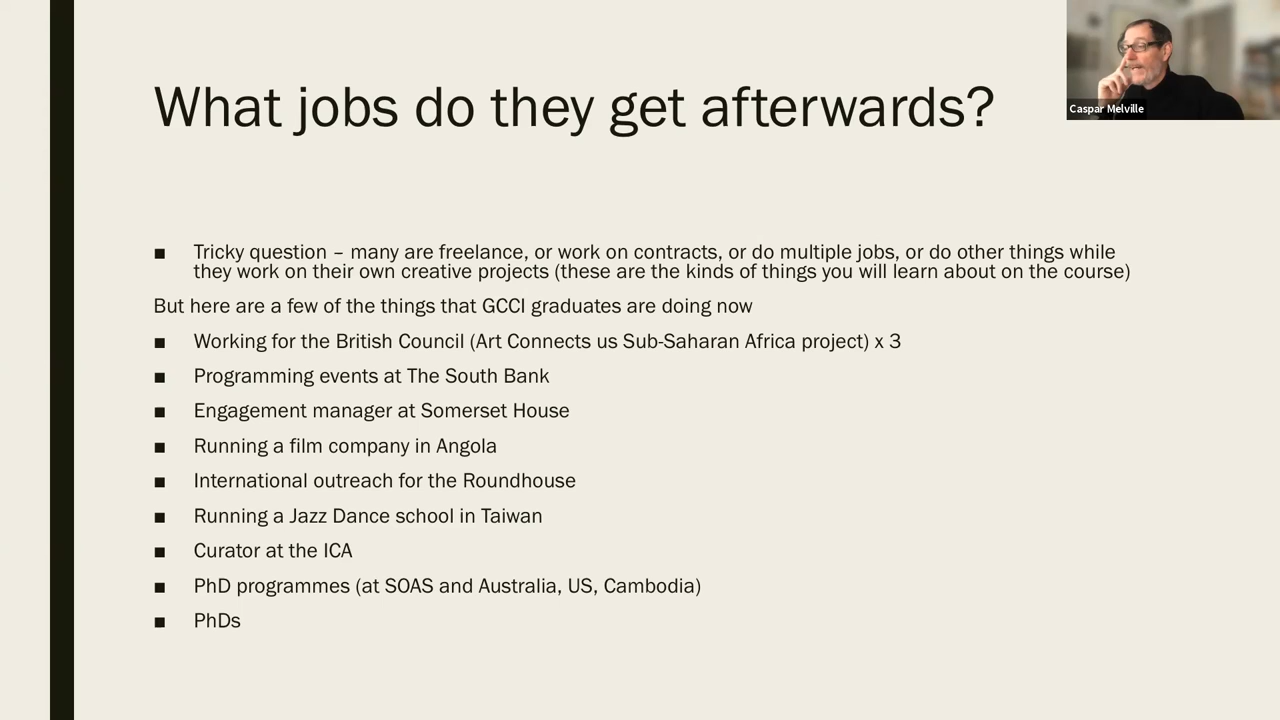 What jobs do they get afterwards?
Caspar Melville
■ Tricky question – many are freelance, or work on contracts, or do multiple jobs, or do other things while
they work on their own creative projects (these are the kinds of things you will learn about on the course)
But here are a few of the things that GCCI graduates are doing now
■ Working for the British Council (Art Connects us Sub-Saharan Africa project) x 3
■ Programming events at The South Bank
■ Engagement manager at Somerset House
■ Running a film company in Angola
■ International outreach for the Roundhouse
■ Running a Jazz Dance school in Taiwan
■ Curator at the ICA
■ PhD programmes (at SOAS and Australia, US, Cambodia)
■ PhDs